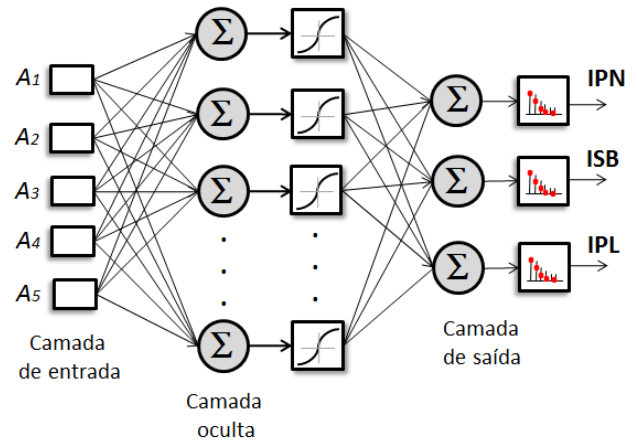 A1
A2
A3
A4
A5
Camada
de entrada
Σ
Σ
Σ
Σ
Camada
oculta
Σ
Σ
Σ
Camada
de saída
IPN
ISB
IPL